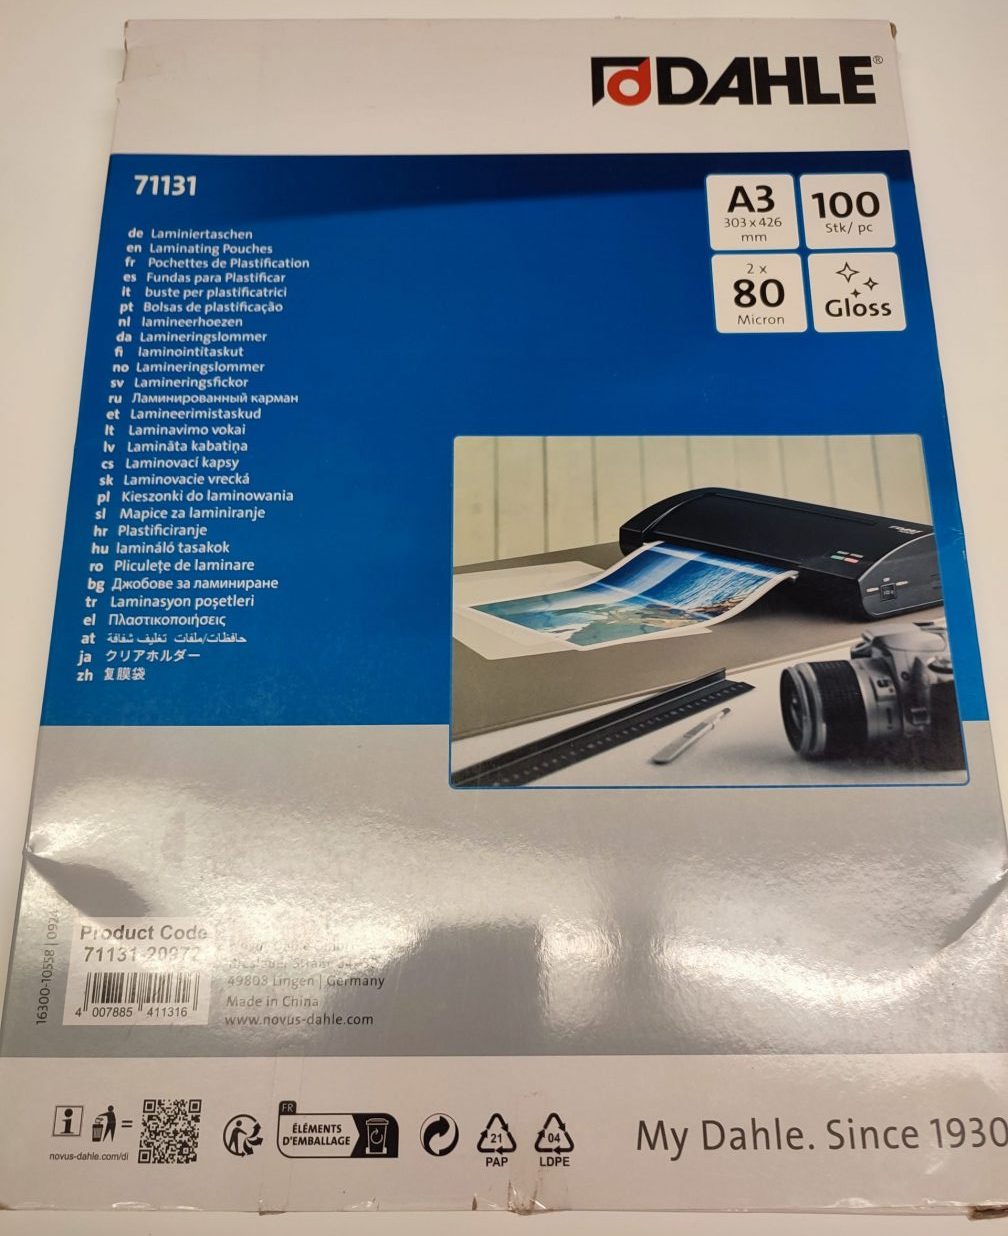 DAHLE®
71131
A3
303 x 426
mm
100
Stk/ pc
2 x
80
Micron
Gloss
de Laminiertaschen
en Laminating Pouches
fr Pochettes de Plastification
es Fundas para Plastificar
it buste per plastificatrici
pt Bolsas de plastificação
nl lamineerhoezen
da Lamineringslommer
fi laminointitaskut
no Lamineringslommer
sv Lamineringsfickor
ru Ламинированный карман
et Lamineerimistaskud
lt Laminavimo vokai
lv Lamināta kabatiņa
cs Laminovací kapsy
sk Laminovacie vrecká
pl Kieszonki do laminowania
sl Mapice za laminiranje
hr Plastificiranje
hu lamináló tasakok
ro Pliculețe de laminare
bg Джобове за ламиниране
tr Laminasyon poşetleri
el Πλαστικοποιήσεις
at حافظات/ملفات تغليف شفافة
ja クリアホルダー
zh 复膜袋
16300-10558 | 092
Product Code
71131-20972
4 007885 411316
49808 Lingen | Germany
Made in China
www.novus-dahle.com
novus-dahle.com/di
FR
ÉLÉMENTS
D'EMBALLAGE
21
PAP
04
LDPE
My Dahle. Since 1930